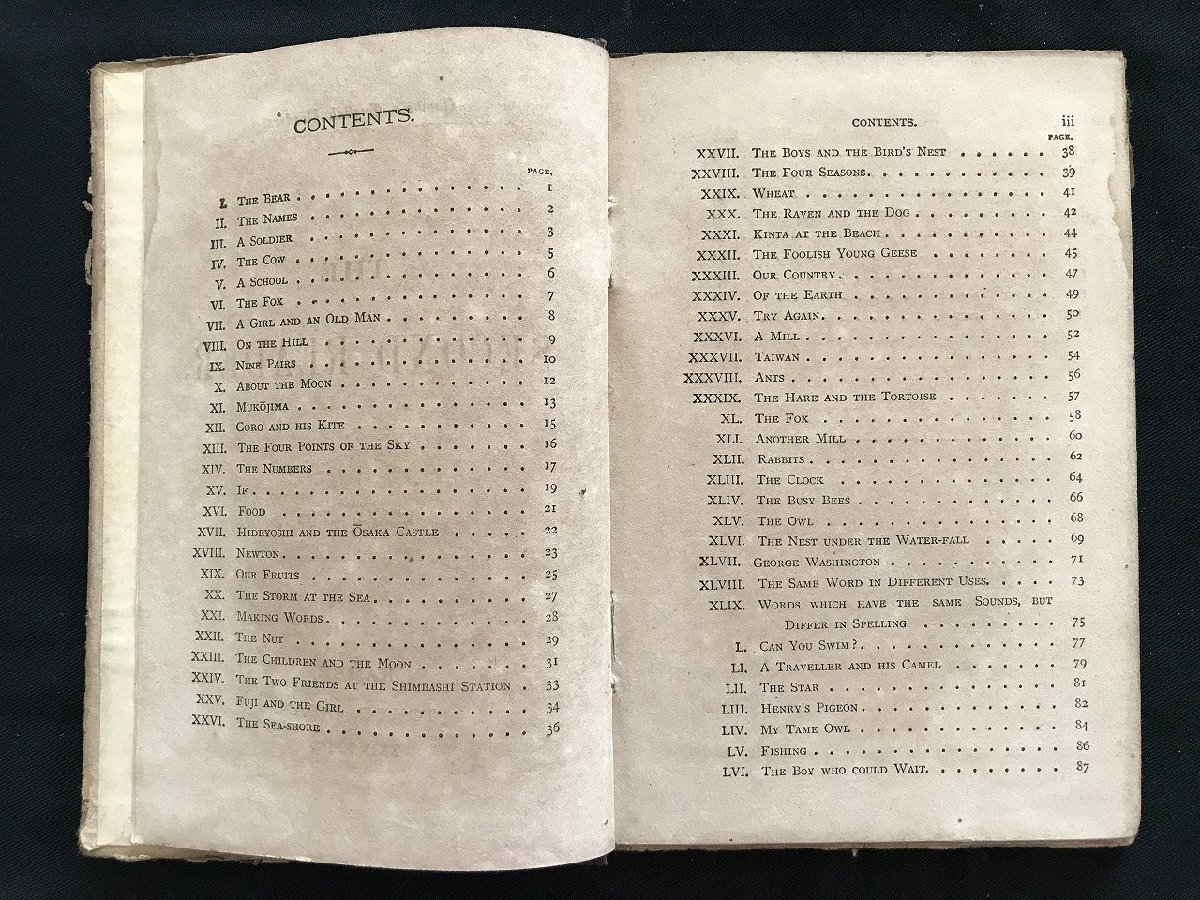 CONTENTS.
PAGE.
I. THE BEAR . . . . . . . . . . . . . 1
II. THE NAMES . . . . . . . . . . . . . 2
III. A SOLDIER . . . . . . . . . . . . . 3
IV. THE COW . . . . . . . . . . . . . 5
V. A SCHOOL . . . . . . . . . . . . . 6
VI. THE FOX . . . . . . . . . . . . . 7
VII. A GIRL AND AN OLD MAN . . . . . . . . . 8
VIII. ON THE HILL . . . . . . . . . . . . 9
IX. NINE PAIRS . . . . . . . . . . . . . 10
X. ABOUT THE MOON . . . . . . . . . . . 12
XI. MUKŌJIMA . . . . . . . . . . . . . 13
XII. GORO AND HIS KITE . . . . . . . . . . 15
XIII. THE FOUR POINTS OF THE SKY . . . . . . . 16
XIV. THE NUMBERS . . . . . . . . . . . . 17
XV. IF. . . . . . . . . . . . . . . . 19
XVI. FOOD . . . . . . . . . . . . . . 21
XVII. HIDEYOSHI AND THE ŌSAKA CASTLE . . . . . 22
XVIII. NEWTON. . . . . . . . . . . . . . 23
XIX. OUR FRUITS . . . . . . . . . . . . 25
XX. THE STORM AT THE SEA. . . . . . . . . 27
XXI. MAKING WORDS. . . . . . . . . . . . 28
XXII. THE NUT . . . . . . . . . . . . . 29
XXIII. THE CHILDREN AND THE MOON . . . . . . . 31
XXIV. THE TWO FRIENDS AT THE SHIMBASHI STATION . 33
XXV. FUJI AND THE GIRL . . . . . . . . . . 34
XXVI. THE SEA-SHORE . . . . . . . . . . . 36
CONTENTS. iii
PAGE.
XXVII. THE BOYS AND THE BIRD'S NEST . . . . . . 38
XXVIII. THE FOUR SEASONS. . . . . . . . . . 39
XXIX. WHEAT . . . . . . . . . . . . . 41
XXX. THE RAVEN AND THE DOG . . . . . . . . 42
XXXI. KINTA AT THE BEACH . . . . . . . . . 44
XXXII. THE FOOLISH YOUNG GEESE . . . . . . . 45
XXXIII. OUR COUNTRY. . . . . . . . . . . . 47
XXXIV. OF THE EARTH . . . . . . . . . . . 49
XXXV. TRY AGAIN. . . . . . . . . . . . . 50
XXXVI. A MILL . . . . . . . . . . . . . 52
XXXVII. TAIWAN . . . . . . . . . . . . . 54
XXXVIII. ANTS . . . . . . . . . . . . . . 56
XXXIX. THE HARE AND THE TORTOISE . . . . . . 57
XL. THE FOX . . . . . . . . . . . . 58
XLI. ANOTHER MILL . . . . . . . . . . . 60
XLII. RABBITS . . . . . . . . . . . . . 62
XLIII. THE CLOCK . . . . . . . . . . . . 64
XLIV. THE BUSY BEES . . . . . . . . . . . 66
XLV. THE OWL . . . . . . . . . . . . 68
XLVI. THE NEST UNDER THE WATER-FALL . . . . . 69
XLVII. GEORGE WASHINGTON . . . . . . . . . 71
XLVIII. THE SAME WORD IN DIFFERENT USES. . . . . 73
XLIX. WORDS WHICH HAVE THE SAME SOUNDS, BUT
DIFFER IN SPELLING . . . . . . . . . 75
L. CAN YOU SWIM? . . . . . . . . . . . 77
LI. A TRAVELLER AND HIS CAMEL . . . . . . 79
LII. THE STAR . . . . . . . . . . . . 81
LIII. HENRY'S PIGEON . . . . . . . . . . 82
LIV. MY TAME OWL . . . . . . . . . . . 84
LV. FISHING . . . . . . . . . . . . . 86
LVI. THE BOY WHO COULD WAIT. . . . . . . . 87